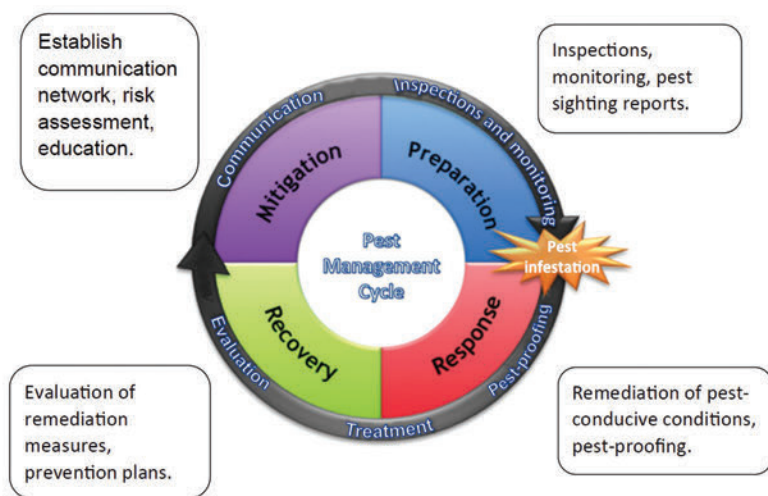 Establish
communication
network, risk
assessment,
education.
Inspections,
monitoring, pest
sighting reports.
Communication
Inspections and monitoring
Mitigation
Preparation
Pest
Management
Cycle
Pest
infestation
Recovery
Response
Evaluation
Treatment
Pest-proofing
Evaluation of
remediation
measures,
prevention plans.
Remediation of pest-
conducive conditions,
pest-proofing.